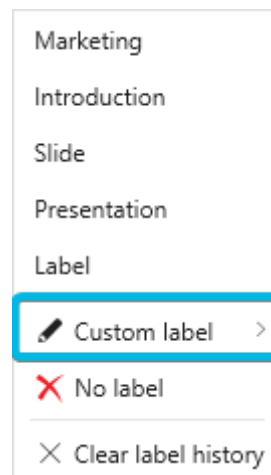 Marketing
Introduction
Slide
Presentation
Label
Custom label
No label
Clear label history